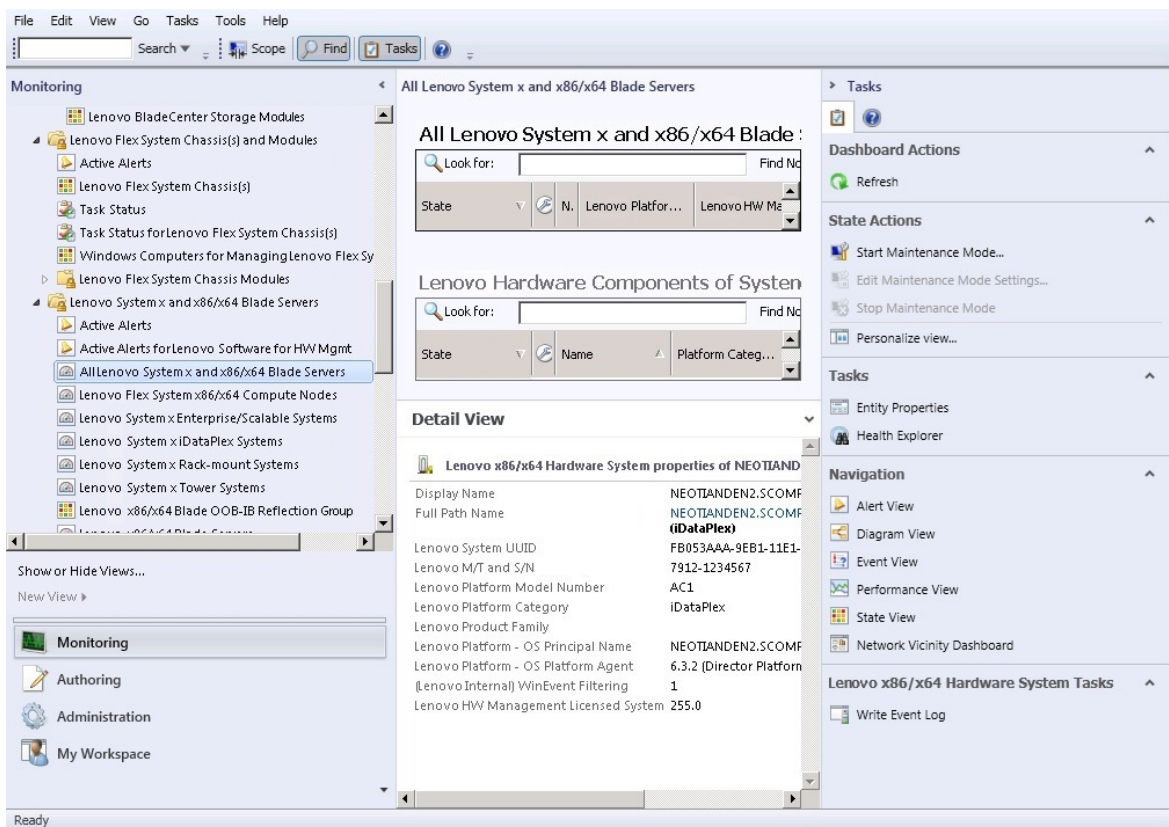 File Edit View Go Tasks Tools Help
Search Scope Find Tasks
Monitoring
Lenovo BladeCenter Storage Modules
Lenovo Flex System Chassis(s) and Modules
Active Alerts
Lenovo Flex System Chassis(s)
Task Status
Task Status for Lenovo Flex System Chassis(s)
Windows Computers for Managing Lenovo Flex Sy
Lenovo Flex System Chassis Modules
Lenovo System x and x86/x64 Blade Servers
Active Alerts
Active Alerts for Lenovo Software for HW Mgmt
All Lenovo System x and x86/x64 Blade Servers
Lenovo Flex System x86/x64 Compute Nodes
Lenovo System x Enterprise/Scalable Systems
Lenovo System x iDataPlex Systems
Lenovo System x Rack-mount Systems
Lenovo System x Tower Systems
Lenovo x86/x64 Blade OOB-IB Reflection Group
Lenovo x86/x64 Blade Servers
Show or Hide Views...
New View
Monitoring
Authoring
Administration
My Workspace
Ready
All Lenovo System x and x86/x64 Blade Servers
All Lenovo System x and x86/x64 Blade
Look for: Find No
State N. Lenovo Platfor... Lenovo HW Ma
Lenovo Hardware Components of System
Look for: Find No
State Name Platform Categ...
Detail View
Lenovo x86/x64 Hardware System properties of NEOTIAND
Display Name NEOTIANDEN2.SCOMF
Full Path Name NEOTIANDEN2.SCOMF
(iDataPlex)
Lenovo System UUID FB053AAA-9EB1-11E1-
Lenovo M/T and S/N 7912-1234567
Lenovo Platform Model Number AC1
Lenovo Platform Category iDataPlex
Lenovo Product Family
Lenovo Platform - OS Principal Name NEOTIANDEN2.SCOMF
Lenovo Platform - OS Platform Agent 6.3.2 (Director Platform
(Lenovo Internal) WinEvent Filtering 1
Lenovo HW Management Licensed System 255.0
Tasks
Dashboard Actions
Refresh
State Actions
Start Maintenance Mode...
Edit Maintenance Mode Settings...
Stop Maintenance Mode
Personalize view...
Tasks
Entity Properties
Health Explorer
Navigation
Alert View
Diagram View
Event View
Performance View
State View
Network Vicinity Dashboard
Lenovo x86/x64 Hardware System Tasks
Write Event Log